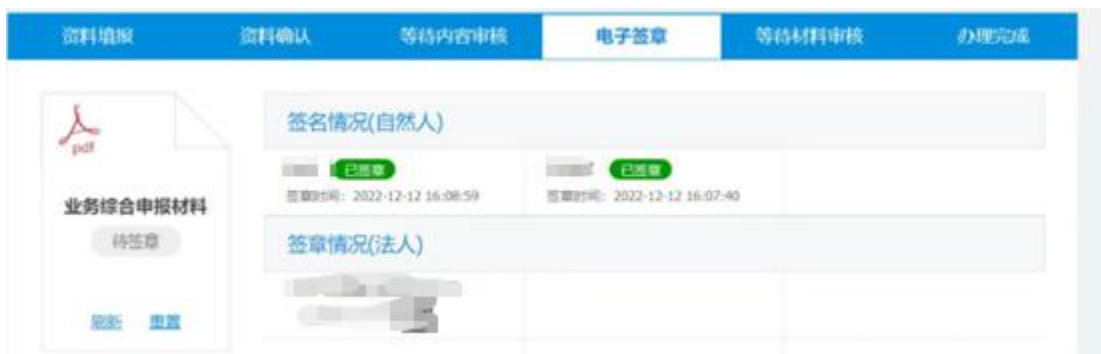 资料填报 资料确认 等待内容审核 电子签章 等待材料审核 办理完成
pdf
业务综合申报材料
待签章
刷新 重置
签名情况(自然人)
已签章 已签章
签章时间: 2022-12-12 16:08:59 签章时间: 2022-12-12 16:07:40
签章情况(法人)